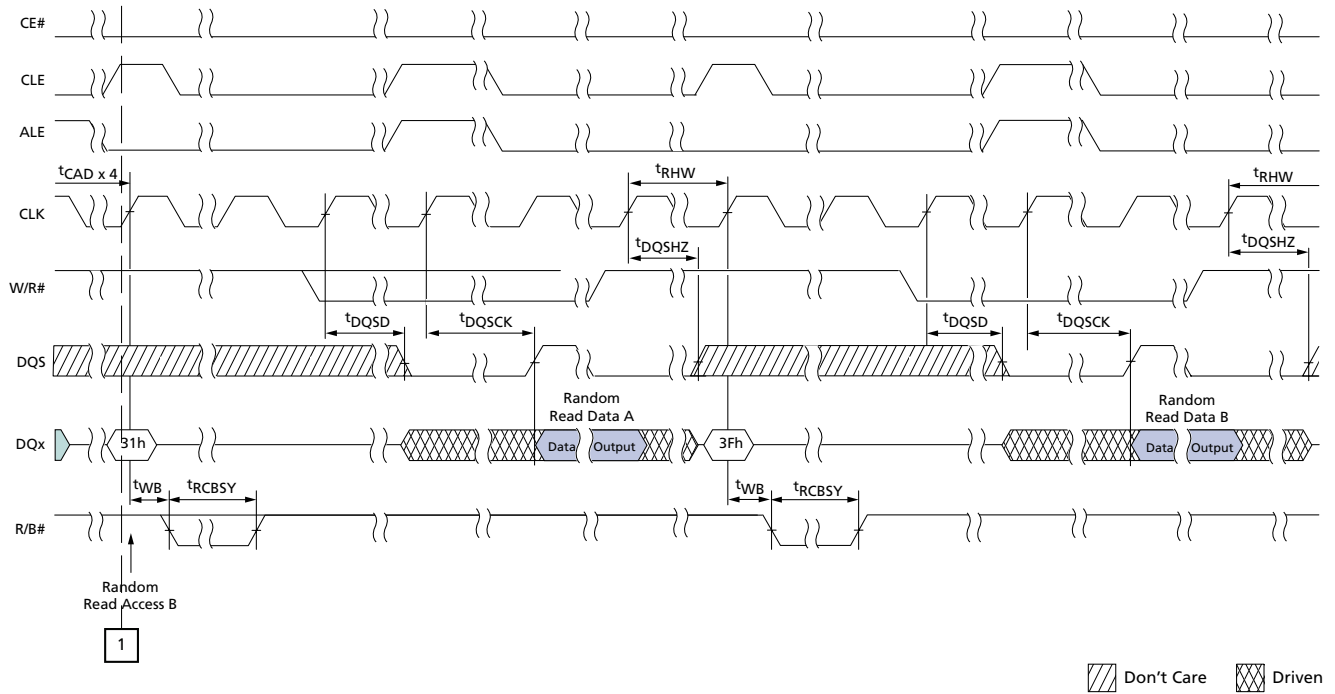 CE#
CLE
ALE
tCAD x 4
tRHW
tRHW
CLK
tDQSHZ
tDQSHZ
W/R#
tDQSD
tDQSCK
tDQSD
tDQSCK
DQS
Random
Read Data A
Random
Read Data B
DQx
31h
Data
Output
3Fh
Data
Output
tWB
tRCBSY
tWB
tRCBSY
R/B#
Random
Read Access B
1
Don't Care
Driven